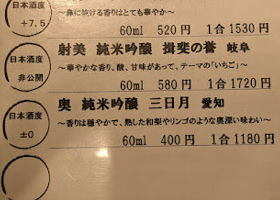 日本酒度
+7.5
～鼻に抜ける香りはとても華やか～
60ml 520円 1合1530円
日本酒度
非公開
射美 純米吟醸 揖斐の誉 岐阜
～華やかな香り、酸、甘味があって、テーマの「いちご」～
60ml 580円 1合1720円
日本酒度
±0
奥 純米吟醸 三日月 愛知
～香りは穏やかで、熟した和梨やリンゴのような奥深い味わい～
60ml 400円 1合1180円